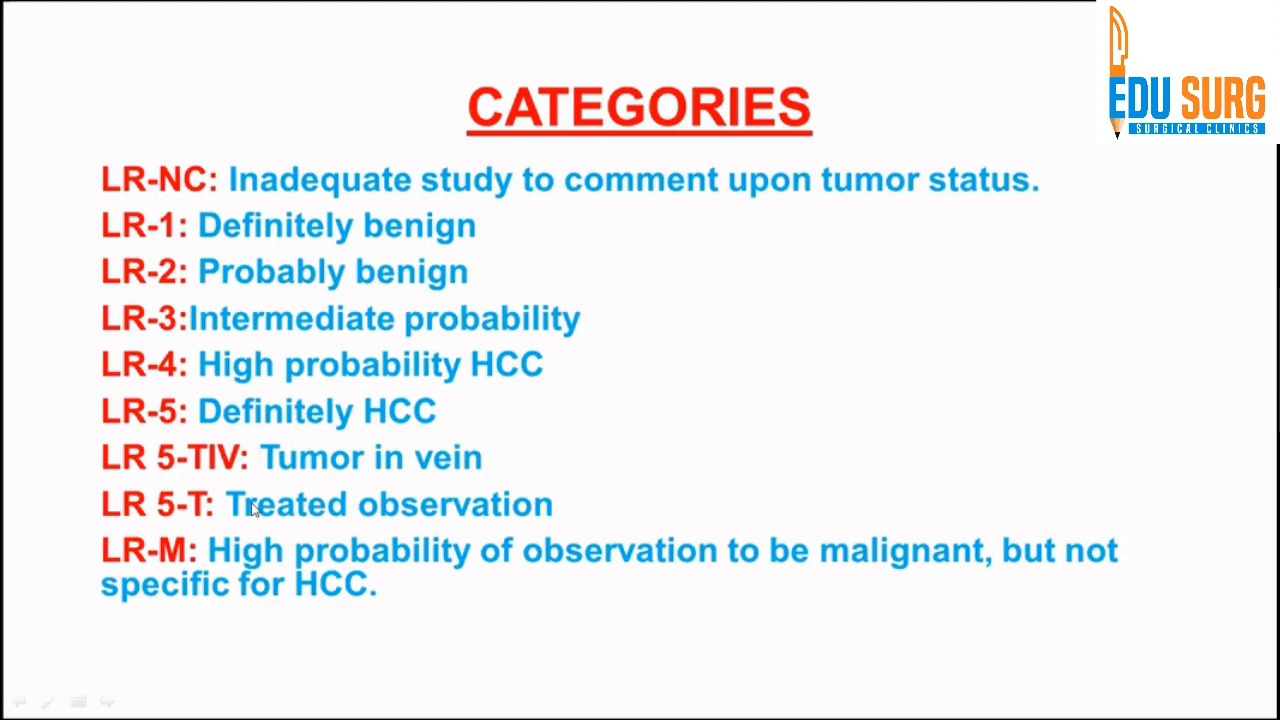 EDU SURG
SURGICAL CLINICS
CATEGORIES
LR-NC: Inadequate study to comment upon tumor status.
LR-1: Definitely benign
LR-2: Probably benign
LR-3:Intermediate probability
LR-4: High probability HCC
LR-5: Definitely HCC
LR 5-TIV: Tumor in vein
LR 5-T: Treated observation
LR-M: High probability of observation to be malignant, but not
specific for HCC.